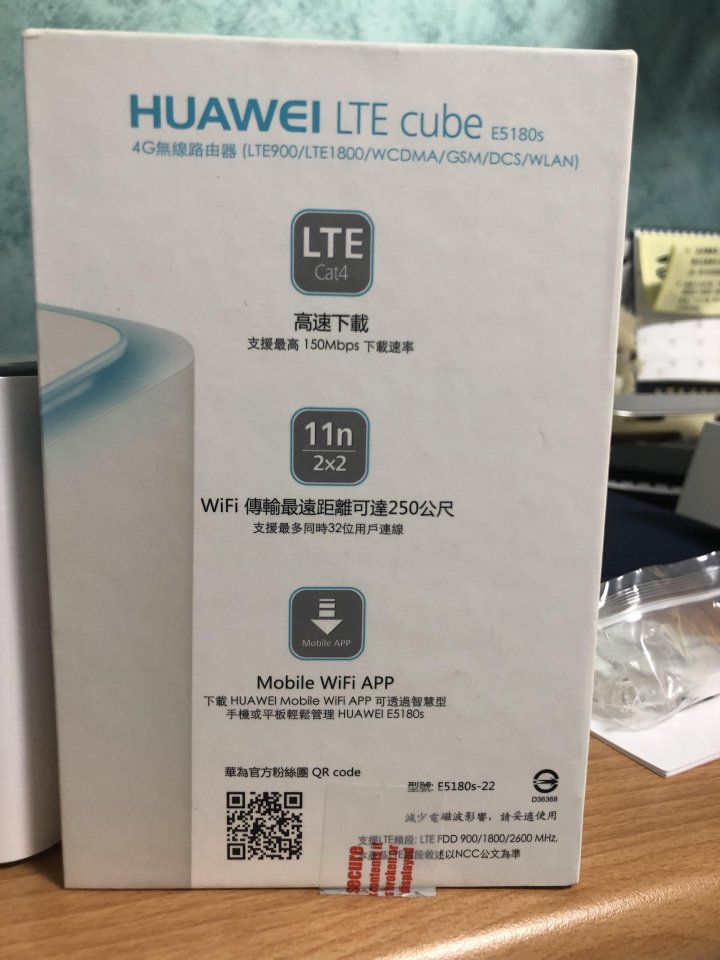 HUAWEI LTE cube E5180s
4G無線路由器 (LTE900/LTE1800/WCDMA/GSM/DCS/WLAN)
LTE
Cat4
高速下載
支援最高 150Mbps 下載速率
11n
2×2
WiFi 傳輸最遠距離可達250公尺
支援最多同時32位用戶連線
Mobile APP
Mobile WiFi APP
下載 HUAWEI Mobile WiFi APP 可透過智慧型
手機或平板輕鬆管理 HUAWEI E5180s
華為官方粉絲團 QR code
型號: E5180s-22
D36368
減少電磁波影響，請妥適使用
支援LTE頻段: LTE FDD 900/1800/2600 MHz.
段敘述以NCC公文為準
secure